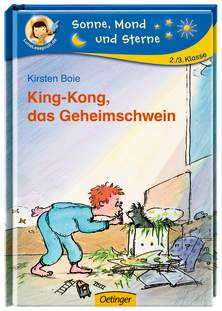 Sonne, Mond
und Sterne
2./3. Klasse
Kirsten Boie
King-Kong,
das Geheimschwein
Oetinger